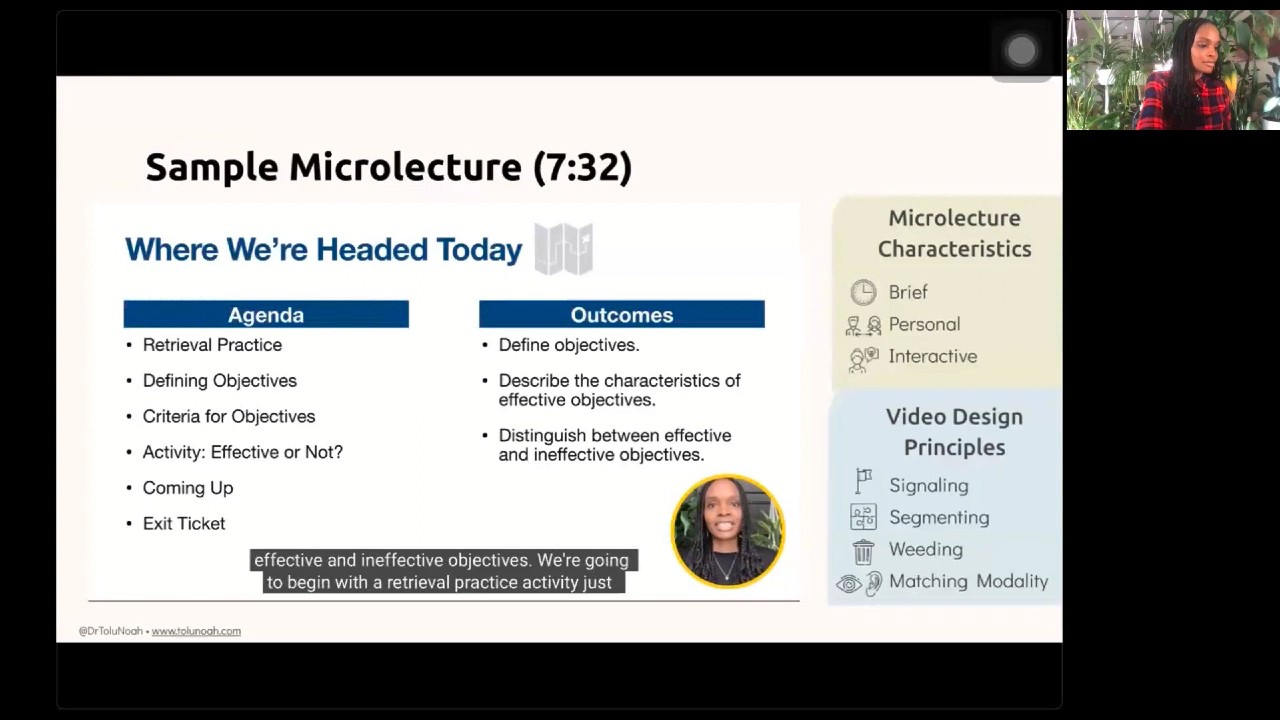 Sample Microlecture (7:32)
Where We're Headed Today
Agenda
• Retrieval Practice
• Defining Objectives
• Criteria for Objectives
• Activity: Effective or Not?
• Coming Up
• Exit Ticket
Outcomes
• Define objectives.
• Describe the characteristics of
effective objectives.
• Distinguish between effective
and ineffective objectives.
effective and ineffective objectives. We're going
to begin with a retrieval practice activity just
@DrToluNoah • www.tolunoah.com
Microlecture
Characteristics
Brief
Personal
Interactive
Video Design
Principles
Signaling
Segmenting
Weeding
Matching Modality